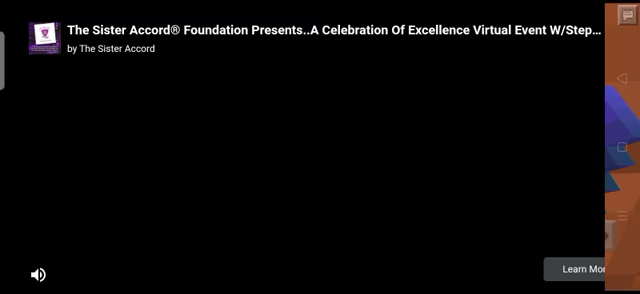 The Sister Accord® Foundation Presents..A Celebration Of Excellence Virtual Event W/Step...
by The Sister Accord
Learn Mor